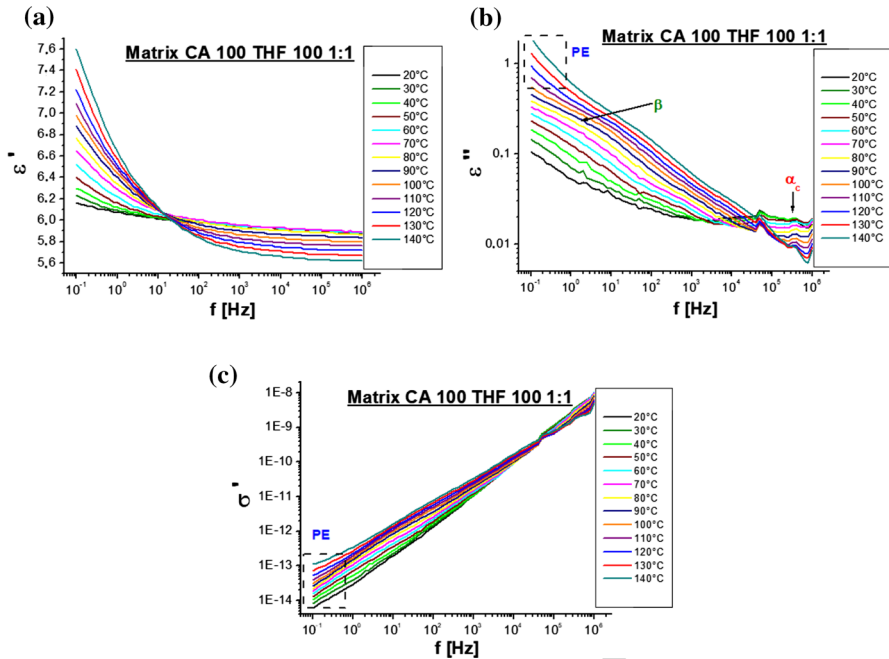 (a)
Matrix CA 100 THF 100 1:1
ε'
7,6
7,4
7,2
7,0
6,8
6,6
6,4
6,2
6,0
5,8
5,6
10⁻¹ 10⁰ 10¹ 10² 10³ 10⁴ 10⁵ 10⁶
f [Hz]
20°C
30°C
40°C
50°C
60°C
70°C
80°C
90°C
100°C
110°C
120°C
130°C
140°C
(b)
Matrix CA 100 THF 100 1:1
PE
β
α_c
ε"
1
0,1
0,01
10⁻¹ 10⁰ 10¹ 10² 10³ 10⁴ 10⁵ 10⁶
f [Hz]
20°C
30°C
40°C
50°C
60°C
70°C
80°C
90°C
100°C
110°C
120°C
130°C
140°C
(c)
Matrix CA 100 THF 100 1:1
PE
σ'
1E-8
1E-9
1E-10
1E-11
1E-12
1E-13
1E-14
10⁻¹ 10⁰ 10¹ 10² 10³ 10⁴ 10⁵ 10⁶
f [Hz]
20°C
30°C
40°C
50°C
60°C
70°C
80°C
90°C
100°C
110°C
120°C
130°C
140°C